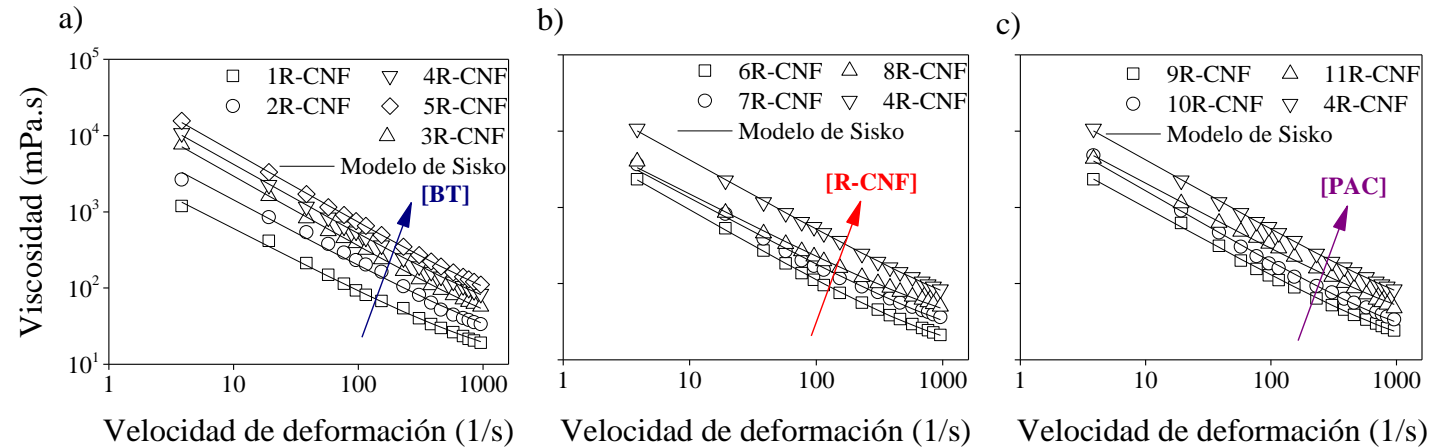 a)
Viscosidad (mPa.s)
10^5
10^4
10^3
10^2
10^1
1R-CNF
4R-CNF
2R-CNF
5R-CNF
3R-CNF
Modelo de Sisko
[BT]
1
10
100
1000
Velocidad de deformación (1/s)
b)
6R-CNF
8R-CNF
7R-CNF
4R-CNF
Modelo de Sisko
[R-CNF]
1
10
100
1000
Velocidad de deformación (1/s)
c)
9R-CNF
11R-CNF
10R-CNF
4R-CNF
Modelo de Sisko
[PAC]
1
10
100
1000
Velocidad de deformación (1/s)